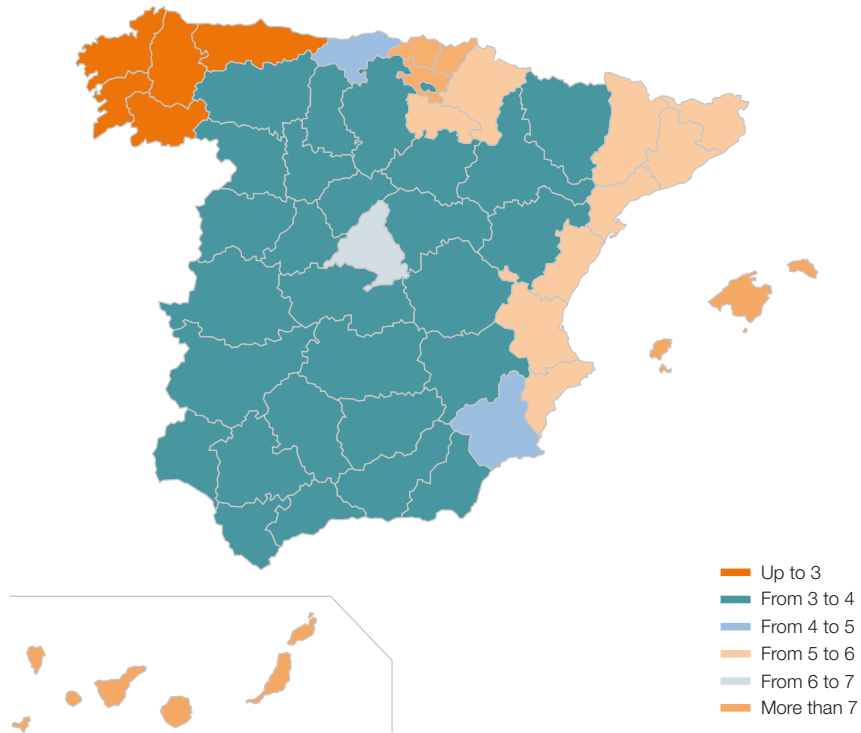 Up to 3
From 3 to 4
From 4 to 5
From 5 to 6
From 6 to 7
More than 7